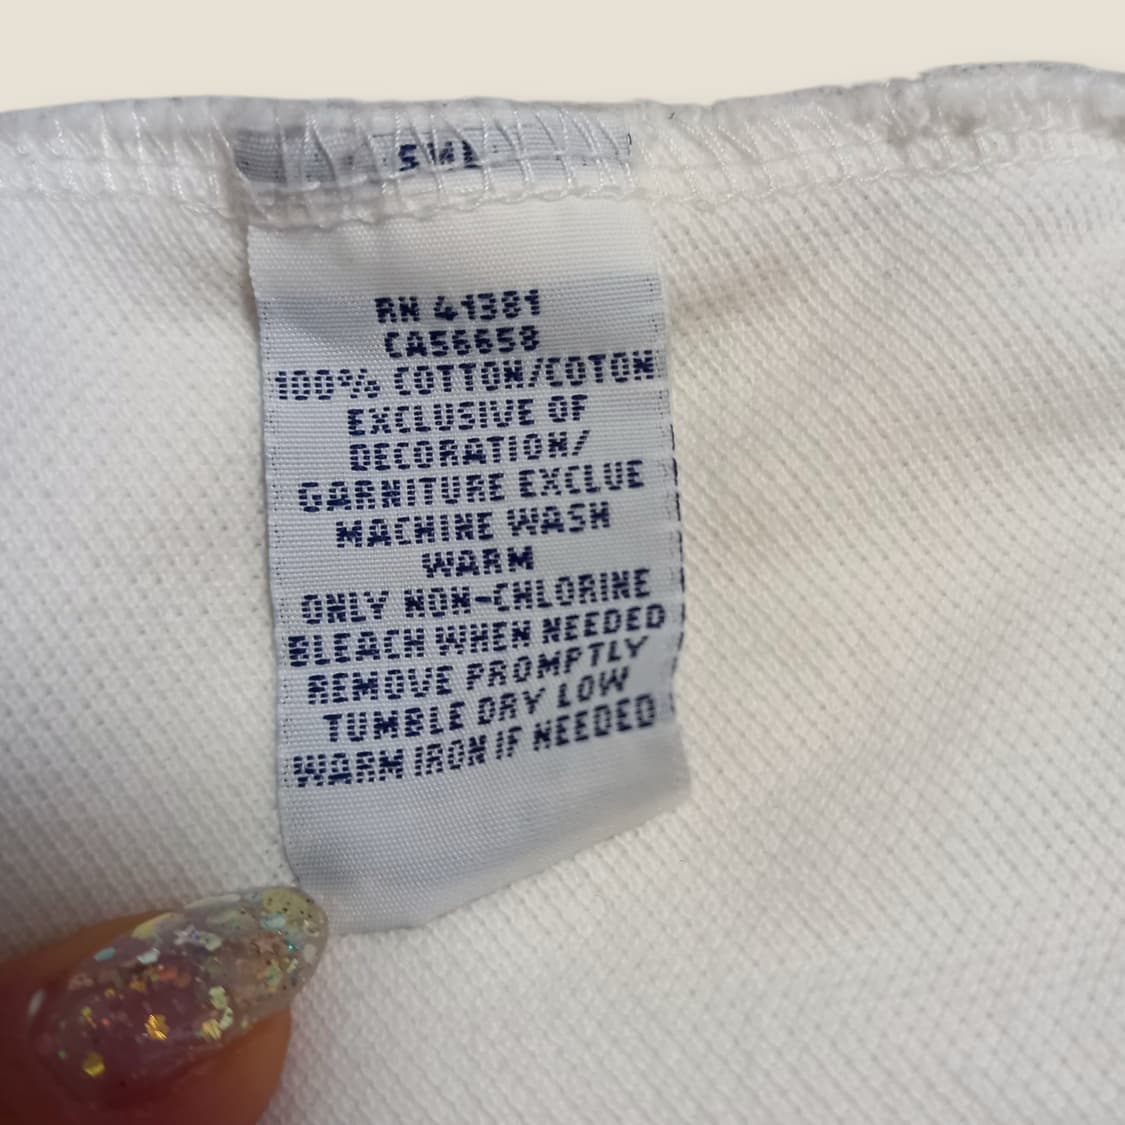 RN 41381
CA56658
100% COTTON/COTON
EXCLUSIVE OF
DECORATION/
GARNITURE EXCLUE
MACHINE WASH
WARM
ONLY NON-CHLORINE
BLEACH WHEN NEEDED
REMOVE PROMPTLY
TUMBLE DRY LOW
WARM IRON IF NEEDED